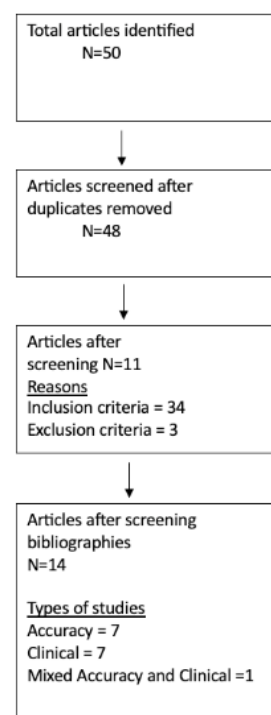 Total articles identified
N=50
Articles screened after
duplicates removed
N=48
Articles after
screening N=11
Reasons
Inclusion criteria = 34
Exclusion criteria = 3
Articles after screening
bibliographies
N=14
Types of studies
Accuracy = 7
Clinical = 7
Mixed Accuracy and Clinical =1